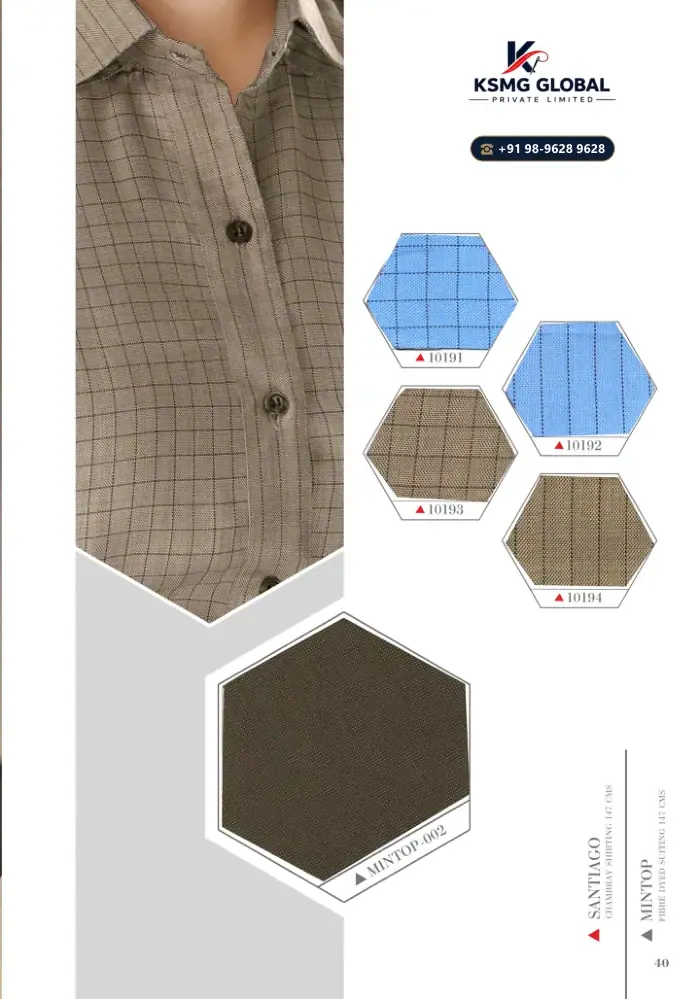 KSMG GLOBAL
PRIVATE LIMITED
+91 98-9628 9628
10191
10192
10193
10194
MINTOP-002
SANTIAGO
CHAMBRAY SHIRTING 147 CMS
MINTOP
FIBRE DYED SUITING 147 CMS
40